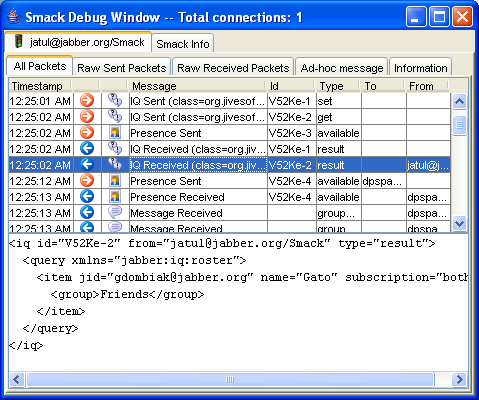 Smack Debug Window -- Total connections: 1
jatul@jabber.org/Smack Smack Info
All Packets Raw Sent Packets Raw Received Packets Ad-hoc message Information
Timestamp Message Id Type To From
12:25:01 AM IQ Sent (class=org.jivesof... V52Ke-1 set
12:25:02 AM IQ Sent (class=org.jivesof... V52Ke-2 get
12:25:02 AM Presence Sent V52Ke-3 available
12:25:02 AM IQ Received (class=org.jiv... V52Ke-1 result
12:25:02 AM IQ Received (class=org.jiv... V52Ke-2 result jatul@j...
12:25:12 AM Presence Sent V52Ke-4 available dpspa...
12:25:13 AM Presence Received V52Ke-4 available dpspa...
12:25:13 AM Message Received group... dpspa...
12:25:13 AM Message Received group... dpspa...
<iq id="V52Ke-2" from="jatul@jabber.org/Smack" type="result">
<query xmlns="jabber:iq:roster">
<item jid="gdombiak@jabber.org" name="Gato" subscription="both
<group>Friends</group>
</item>
</query>
</iq>